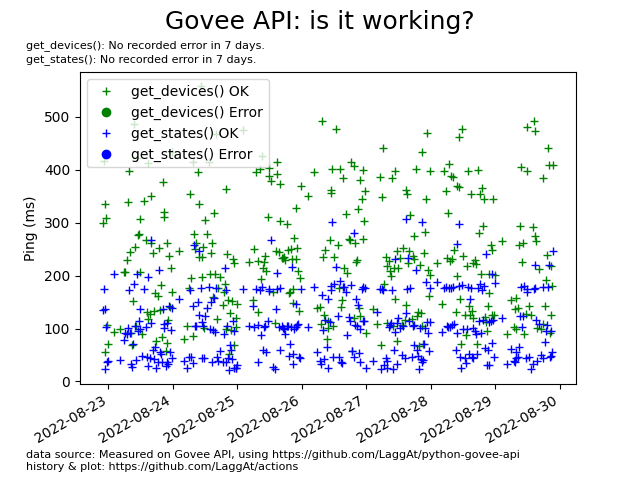 Govee API: is it working?
get_devices(): No recorded error in 7 days.
get_states(): No recorded error in 7 days.
get_devices() OK
get_devices() Error
get_states() OK
get_states() Error
Ping (ms)
500
400
300
200
100
0
2022-08-23
2022-08-24
2022-08-25
2022-08-26
2022-08-27
2022-08-28
2022-08-29
2022-08-30
data source: Measured on Govee API, using https://github.com/LaggAt/python-govee-api
history & plot: https://github.com/LaggAt/actions